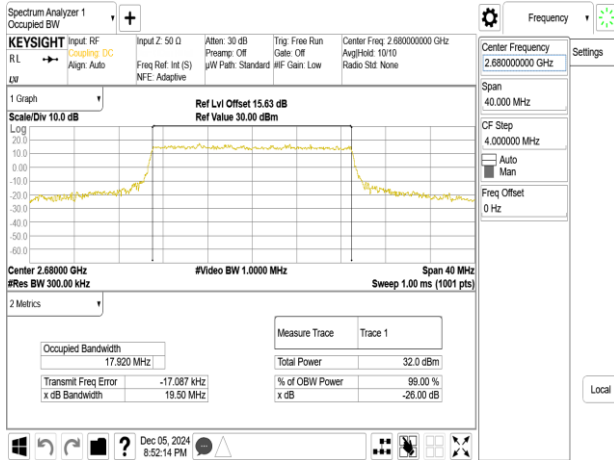 Spectrum Analyzer 1
Occupied BW
▼
+
Frequency
▼
KEYSIGHT
RL
LXI
Input: RF
Coupling: DC
Align: Auto
Input Z: 50 Ω
Freq Ref: Int (S)
NFE: Adaptive
Atten: 30 dB
Preamp: Off
µW Path: Standard
Trig: Free Run
Gate: Off
#IF Gain: Low
Center Freq: 2.680000000 GHz
Avg|Hold: 10/10
Radio Std: None
Center Frequency
2.680000000 GHz
Settings
Span
40.000 MHz
CF Step
4.000000 MHz
Auto
Man
Freq Offset
0 Hz
Local
1 Graph
▼
Scale/Div 10.0 dB
Ref Lvl Offset 15.63 dB
Ref Value 30.00 dBm
Log
20.0
10.0
0.00
-10.0
-20.0
-30.0
-40.0
-50.0
-60.0
Center 2.68000 GHz
#Res BW 300.00 kHz
#Video BW 1.0000 MHz
Span 40 MHz
Sweep 1.00 ms (1001 pts)
2 Metrics
▼
Occupied Bandwidth
17.920 MHz
Transmit Freq Error -17.087 kHz
x dB Bandwidth 19.50 MHz
Measure Trace Trace 1
Total Power 32.0 dBm
% of OBW Power 99.00 %
x dB -26.00 dB
?
Dec 05, 2024
8:52:14 PM